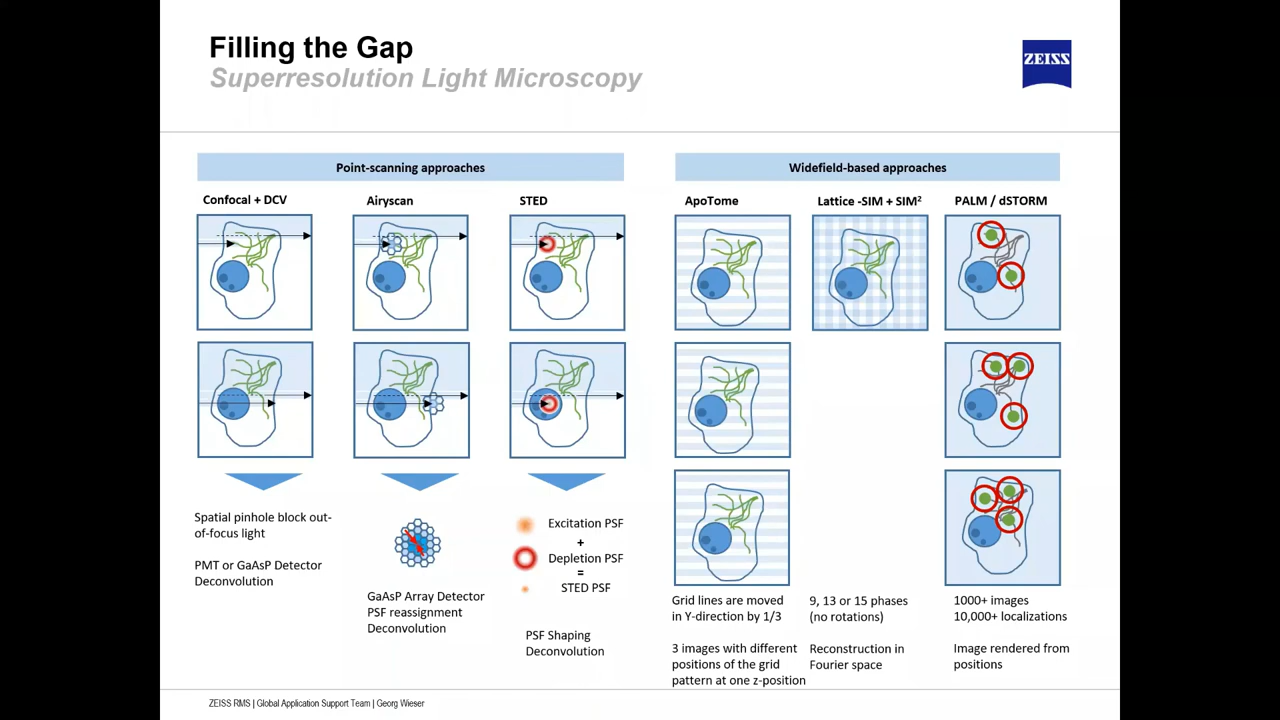 Filling the Gap
Superresolution Light Microscopy
ZEISS
Point-scanning approaches
Confocal + DCV
Airyscan
STED
Spatial pinhole block out-
of-focus light
PMT or GaAsP Detector
Deconvolution
GaAsP Array Detector
PSF reassignment
Deconvolution
Excitation PSF
+
Depletion PSF
=
STED PSF
PSF Shaping
Deconvolution
Widefield-based approaches
ApoTome
Lattice -SIM + SIM²
PALM / dSTORM
Grid lines are moved
in Y-direction by 1/3
3 images with different
positions of the grid
pattern at one z-position
9, 13 or 15 phases
(no rotations)
Reconstruction in
Fourier space
1000+ images
10,000+ localizations
Image rendered from
positions
ZEISS RMS | Global Application Support Team | Georg Wieser